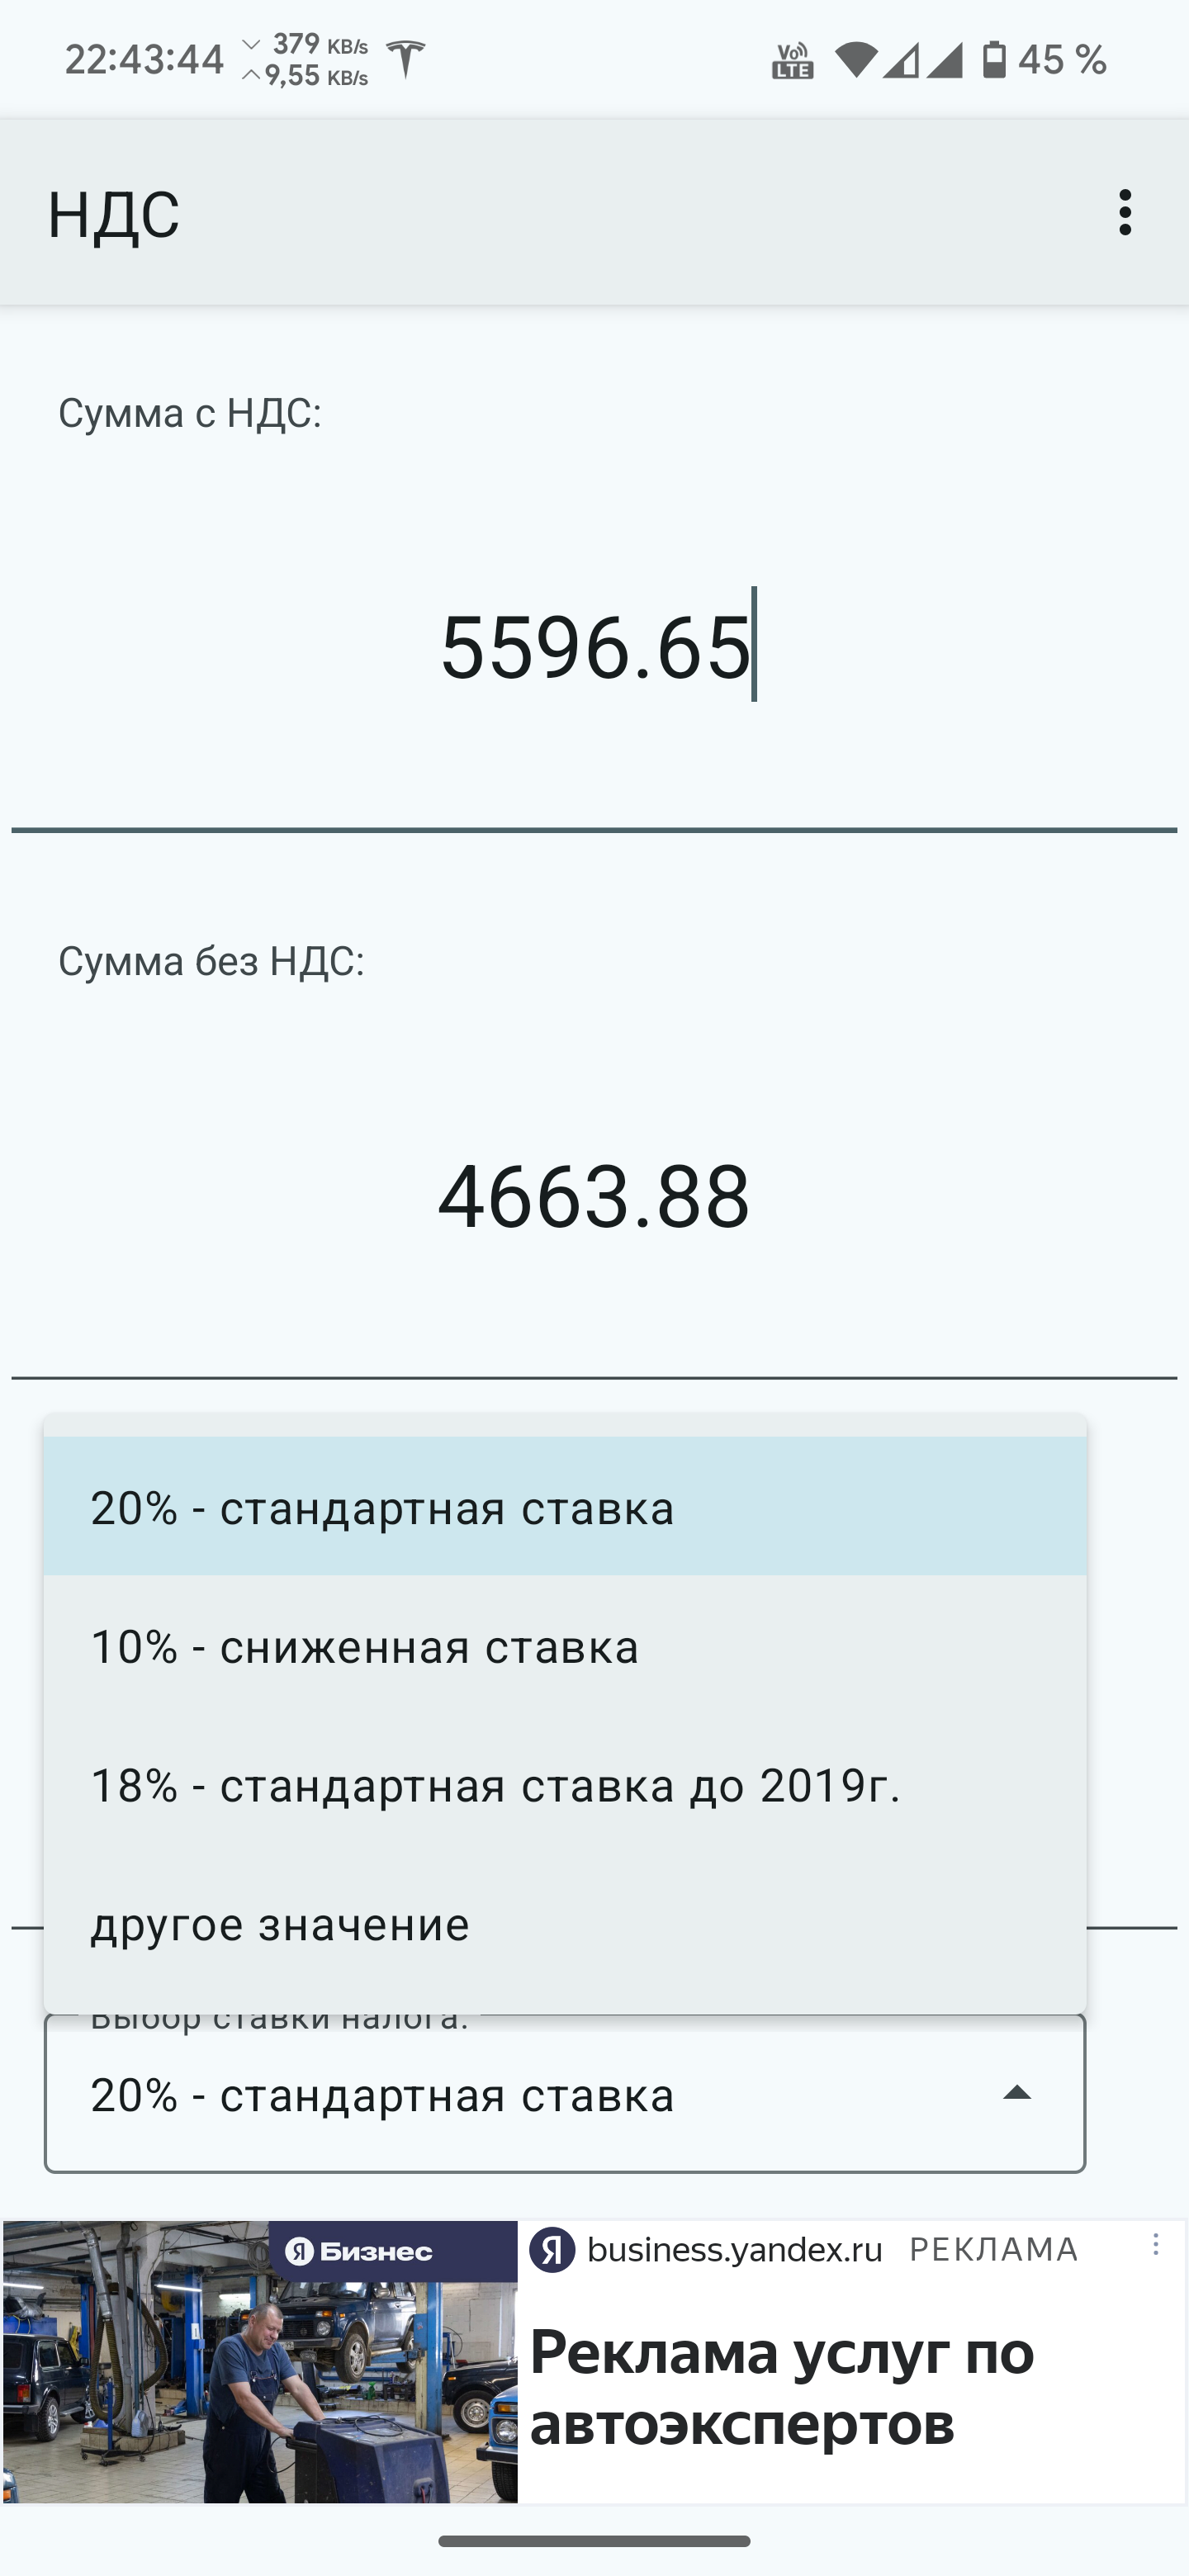 22:43:44 379 KB/s 9,55 KB/s Vo LTE 45 %
НДС
Сумма с НДС:
5596.65
Сумма без НДС:
4663.88
20% - стандартная ставка
10% - сниженная ставка
18% - стандартная ставка до 2019г.
другое значение
Выбор ставки налога:
20% - стандартная ставка
Я Бизнес
Я business.yandex.ru РЕКЛАМА
Реклама услуг по
автоэкспертов